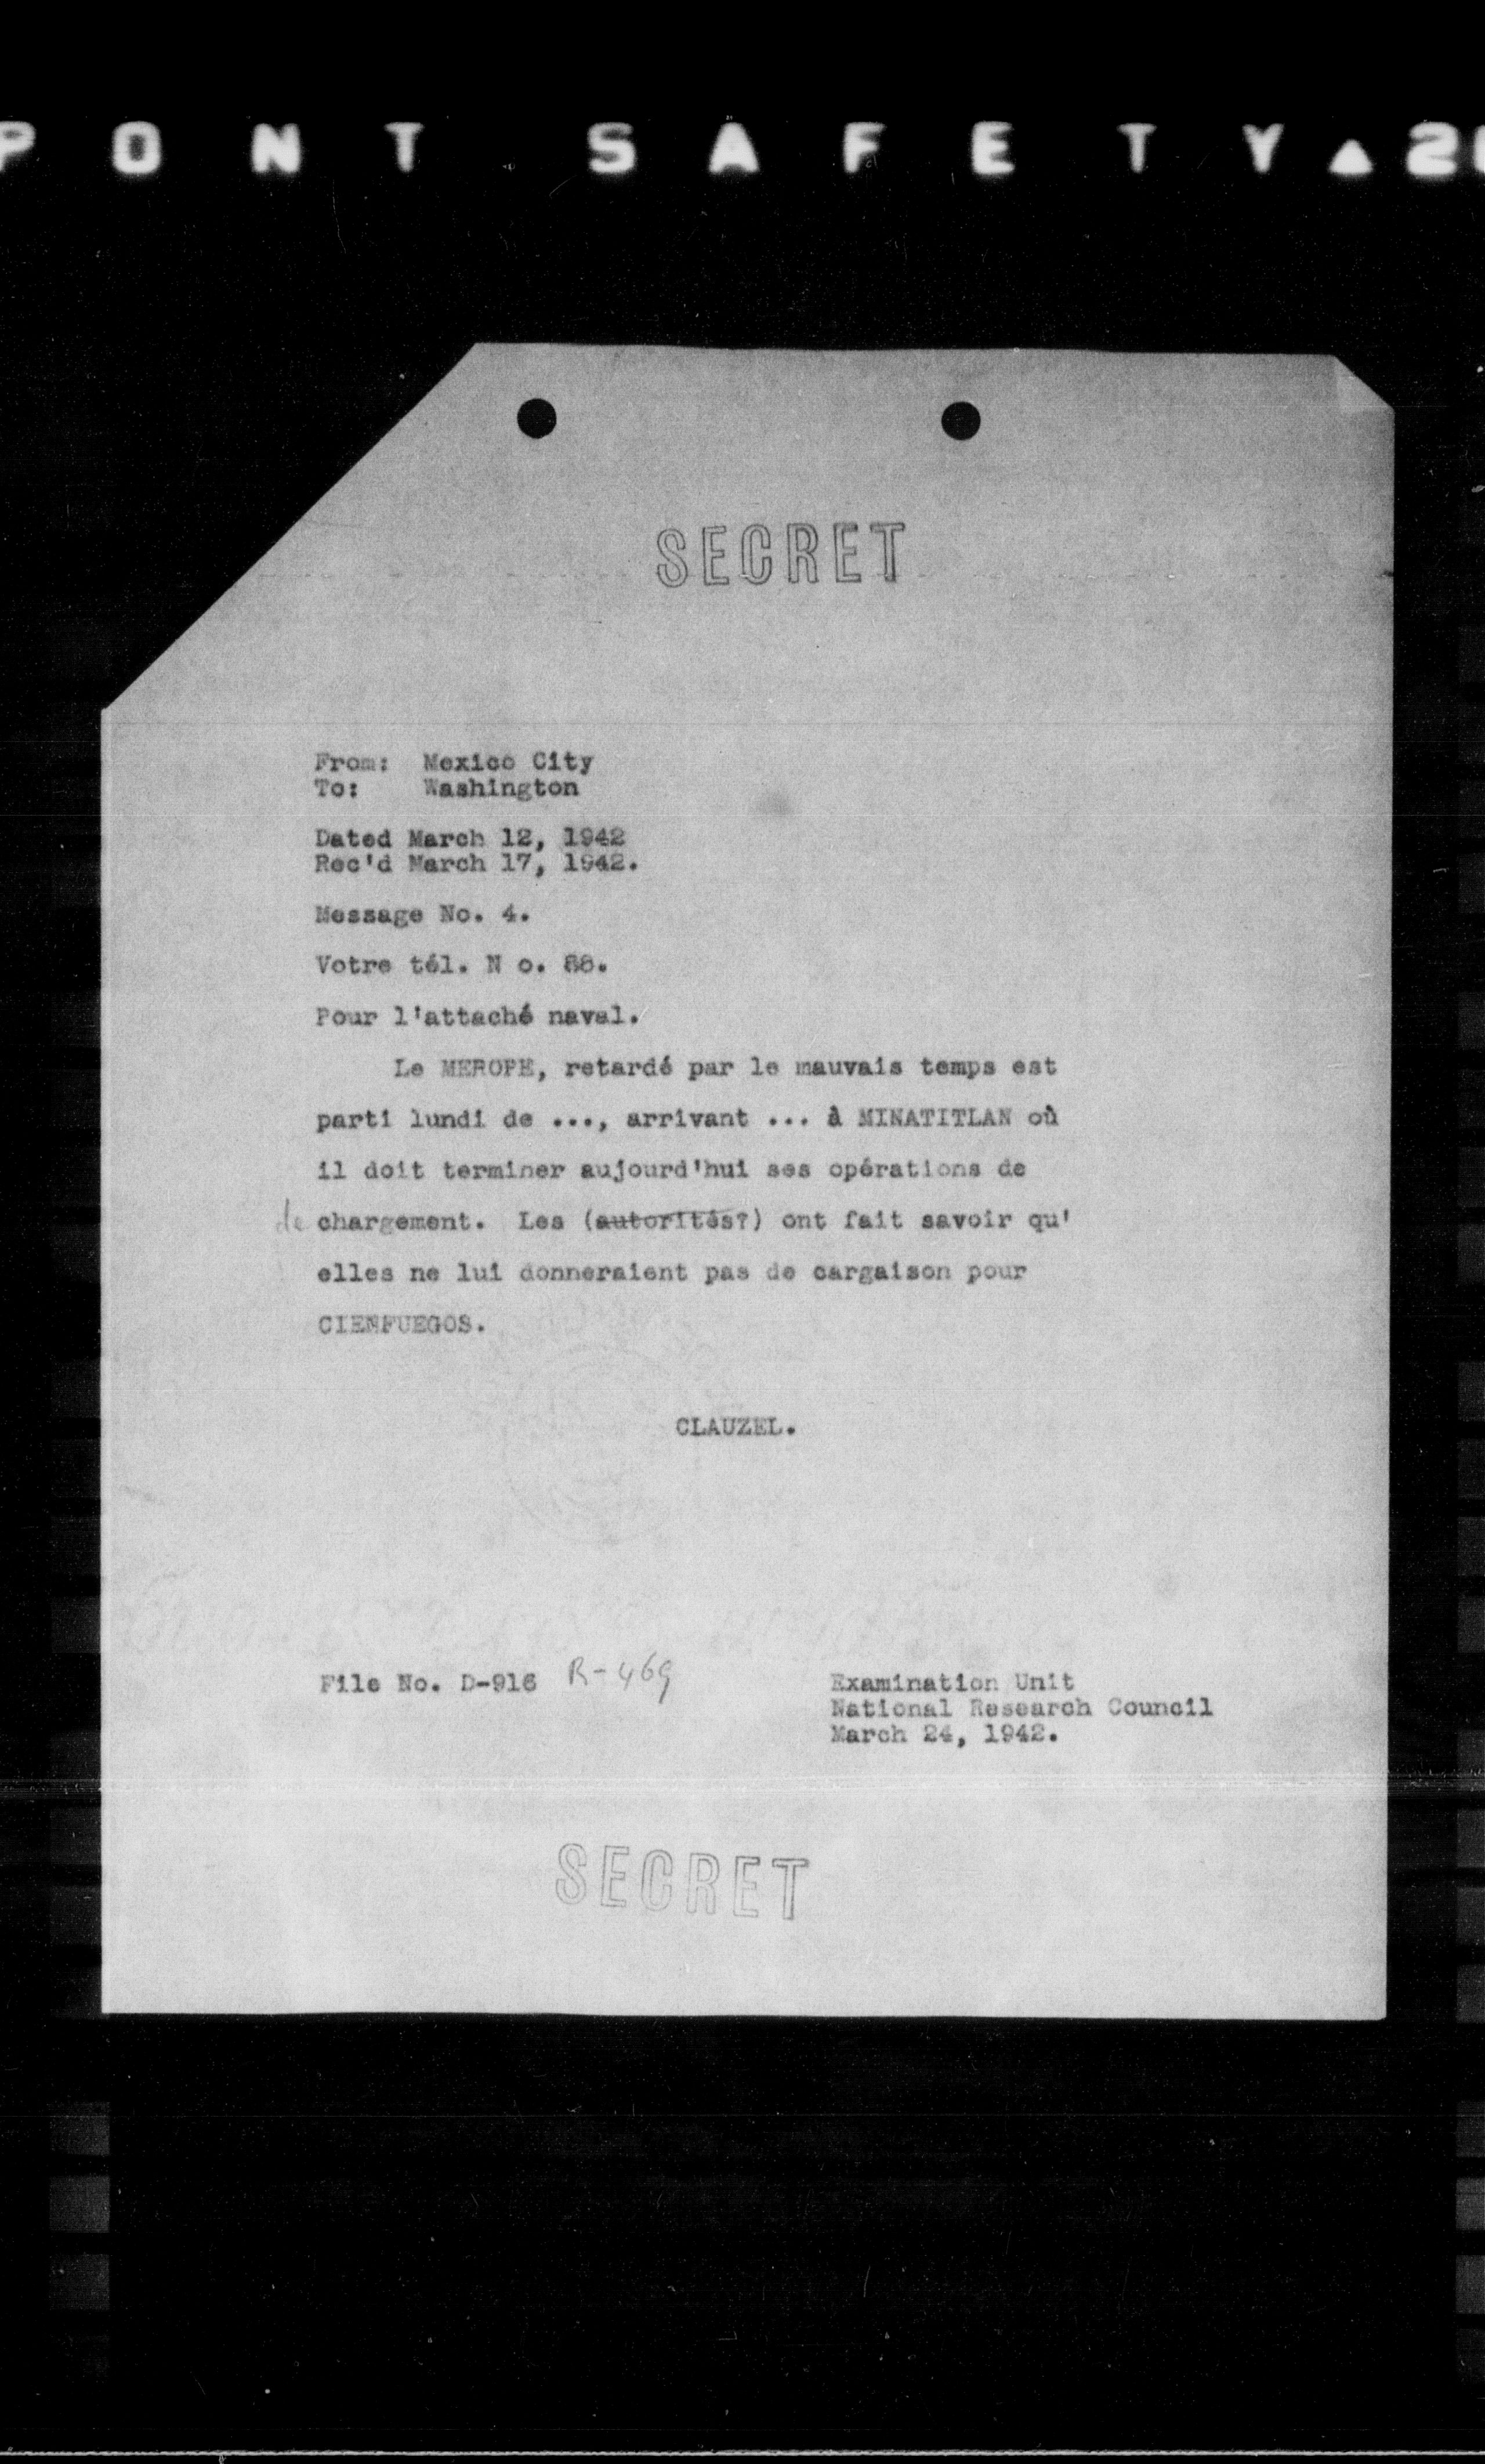 PONT SAFETY▲2
SECRET
From: Mexico City
To: Washington
Dated March 12, 1942
Rec'd March 17, 1942.
Message No. 4.
Votre tél. N o. 88.
Pour l'attaché naval.
Le MEROPE, retardé par le mauvais temps est
parti lundi de ..., arrivant ... à MINATITLAN où
il doit terminer aujourd'hui ses opérations de
de chargement. Les (autorités?) ont fait savoir qu'
elles ne lui donneraient pas de cargaison pour
CIENFUEGOS.
CLAUZEL.
File No. D-916 R-469
Examination Unit
National Research Council
March 24, 1942.
SECRET